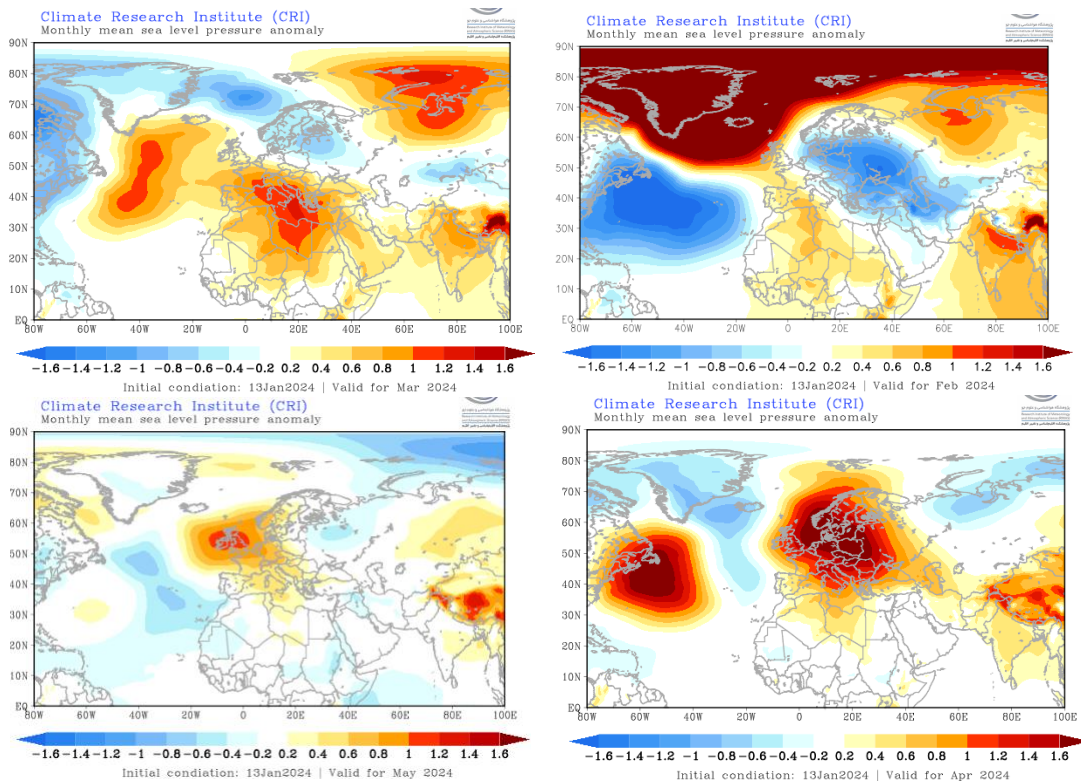 Climate Research Institute (CRI)
Monthly mean sea level pressure anomaly
90N
80N
70N
60N
50N
40N
30N
20N
10N
EQ
80W 60W 40W 20W 0 20E 40E 60E 80E 100E
-1.6 -1.4 -1.2 -1 -0.8 -0.6 -0.4 -0.2 0.2 0.4 0.6 0.8 1 1.2 1.4 1.6
Initial condiation: 13Jan2024 | Valid for Mar 2024
Climate Research Institute (CRI)
Monthly mean sea level pressure anomaly
90N
80N
70N
60N
50N
40N
30N
20N
10N
EQ
80W 60W 40W 20W 0 20E 40E 60E 80E 100E
-1.6 -1.4 -1.2 -1 -0.8 -0.6 -0.4 -0.2 0.2 0.4 0.6 0.8 1 1.2 1.4 1.6
Initial condiation: 13Jan2024 | Valid for Feb 2024
Climate Research Institute (CRI)
Monthly mean sea level pressure anomaly
90N
80N
70N
60N
50N
40N
30N
20N
10N
EQ
80W 60W 40W 20W 0 20E 40E 60E 80E 100E
-1.6 -1.4 -1.2 -1 -0.8 -0.6 -0.4 -0.2 0.2 0.4 0.6 0.8 1 1.2 1.4 1.6
Initial condiation: 13Jan2024 | Valid for May 2024
Climate Research Institute (CRI)
Monthly mean sea level pressure anomaly
90N
80N
70N
60N
50N
40N
30N
20N
10N
EQ
80W 60W 40W 20W 0 20E 40E 60E 80E 100E
-1.6 -1.4 -1.2 -1 -0.8 -0.6 -0.4 -0.2 0.2 0.4 0.6 0.8 1 1.2 1.4 1.6
Initial condiation: 13Jan2024 | Valid for Apr 2024